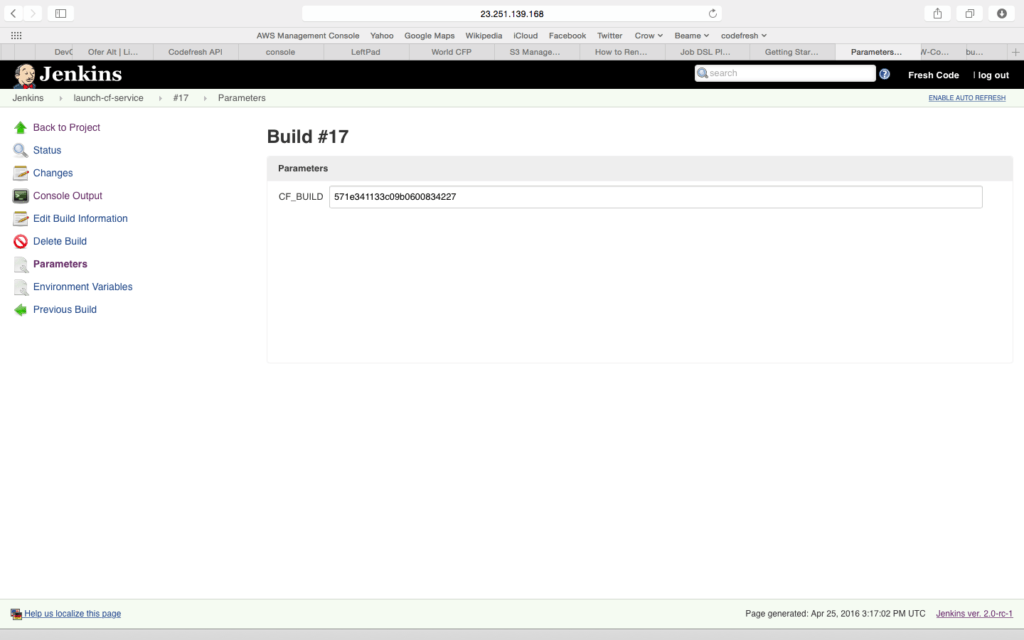 23.251.139.168
AWS Management Console Yahoo Google Maps Wikipedia iCloud Facebook Twitter Crow Beame codefresh
Ofer Alt | Li... Codefresh API console LeftPad World CFP S3 Manage... How to Ren... Job DSL Pl... Getting Star... Parameters... bu...
Jenkins search ? Fresh Code | log out
Jenkins launch-cf-service #17 Parameters ENABLE AUTO REFRESH
Back to Project
Status
Changes
Console Output
Edit Build Information
Delete Build
Parameters
Environment Variables
Previous Build
Build #17
Parameters
CF_BUILD 571e341133c09b0600834227
Help us localize this page Page generated: Apr 25, 2016 3:17:02 PM UTC Jenkins ver. 2.0-rc-1